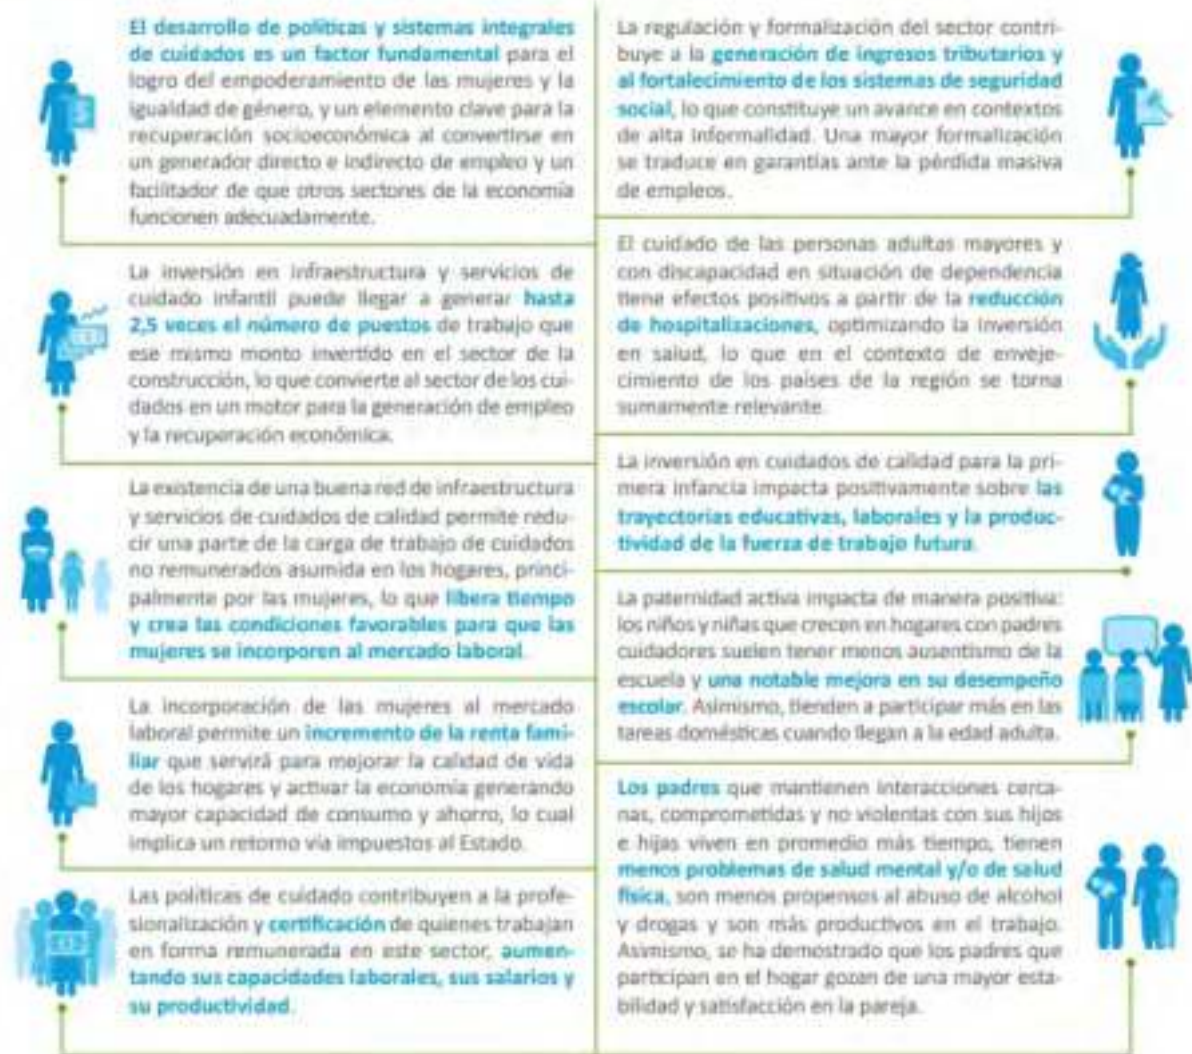 El desarrollo de políticas y sistemas integrales
de cuidados es un factor fundamental para el
logro del empoderamiento de las mujeres y la
igualdad de género, y un elemento clave para la
recuperación socioeconómica al convertirse en
un generador directo e indirecto de empleo y un
facilitador de que otros sectores de la economía
funcionen adecuadamente.
La inversión en infraestructura y servicios de
cuidado infantil puede llegar a generar hasta
2,5 veces el número de puestos de trabajo que
ese mismo monto invertido en el sector de la
construcción, lo que convierte al sector de los cui-
dados en un motor para la generación de empleo
y la recuperación económica.
La existencia de una buena red de infraestructura
y servicios de cuidados de calidad permite redu-
cir una parte de la carga de trabajo de cuidados
no remunerados asumida en los hogares, princi-
palmente por las mujeres, lo que libera tiempo
y crea las condiciones favorables para que las
mujeres se incorporen al mercado laboral.
La incorporación de las mujeres al mercado
laboral permite un incremento de la renta fami-
liar que servirá para mejorar la calidad de vida
de los hogares y activar la economía generando
mayor capacidad de consumo y ahorro, lo cual
implica un retorno vía impuestos al Estado.
Las políticas de cuidado contribuyen a la profe-
sionalización y certificación de quienes trabajan
en forma remunerada en este sector, aumen-
tando sus capacidades laborales, sus salarios y
su productividad.
La regulación y formalización del sector contri-
buye a la generación de ingresos tributarios y
al fortalecimiento de los sistemas de seguridad
social, lo que constituye un avance en contextos
de alta informalidad. Una mayor formalización
se traduce en garantías ante la pérdida masiva
de empleos.
El cuidado de las personas adultas mayores y
con discapacidad en situación de dependencia
tiene efectos positivos a partir de la reducción
de hospitalizaciones, optimizando la inversión
en salud, lo que en el contexto de enveje-
cimiento de los países de la región se torna
sumamente relevante.
La inversión en cuidados de calidad para la pri-
mera infancia impacta positivamente sobre las
trayectorias educativas, laborales y la produc-
tividad de la fuerza de trabajo futura.
La paternidad activa impacta de manera positiva:
los niños y niñas que crecen en hogares con padres
cuidadores suelen tener menos ausentismo de la
escuela y una notable mejora en su desempeño
escolar. Asimismo, tienden a participar más en las
tareas domésticas cuando llegan a la edad adulta.
Los padres que mantienen interacciones cerca-
nas, comprometidas y no violentas con sus hijos
e hijas viven en promedio más tiempo, tienen
menos problemas de salud mental y/o de salud
física, son menos propensos al abuso de alcohol
y drogas y son más productivos en el trabajo.
Asimismo, se ha demostrado que los padres que
participan en el hogar gozan de una mayor esta-
bilidad y satisfacción en la pareja.